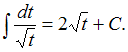 ∫ dt/√t = 2√t + C.